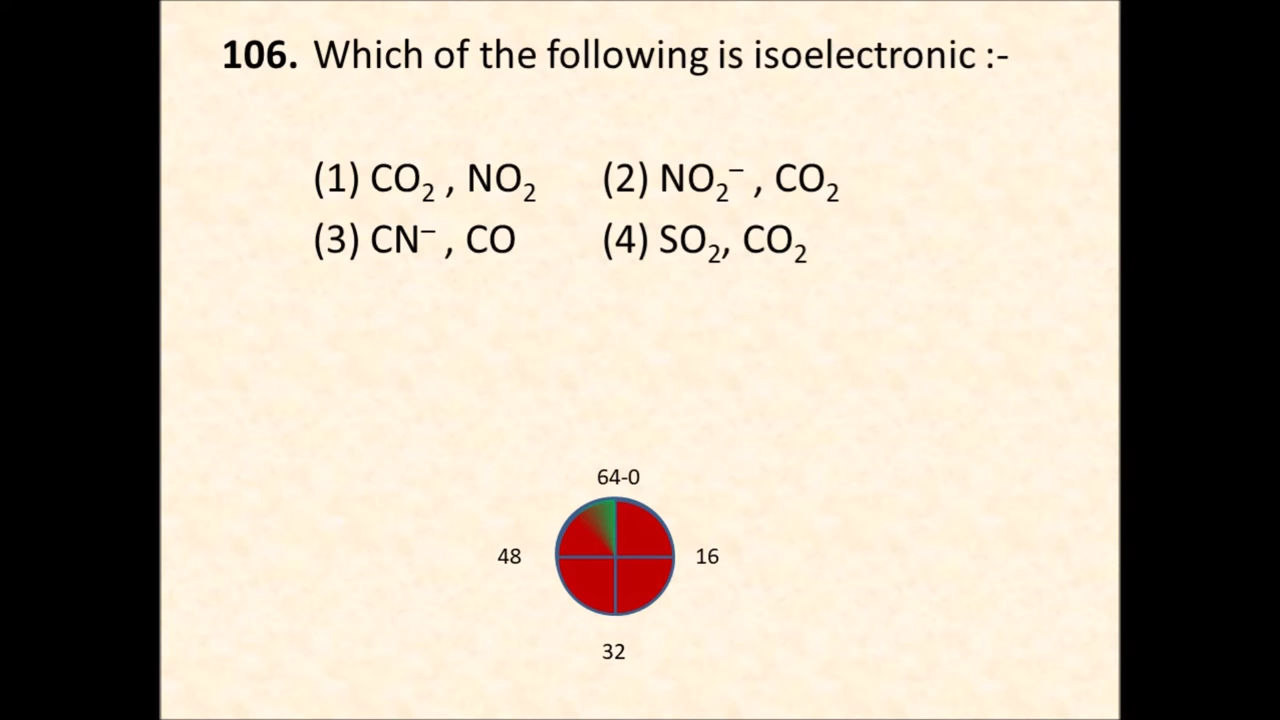 106. Which of the following is isoelectronic :-
(1) CO₂ , NO₂ (2) NO₂⁻ , CO₂
(3) CN⁻ , CO (4) SO₂, CO₂
64-0
48 16
32